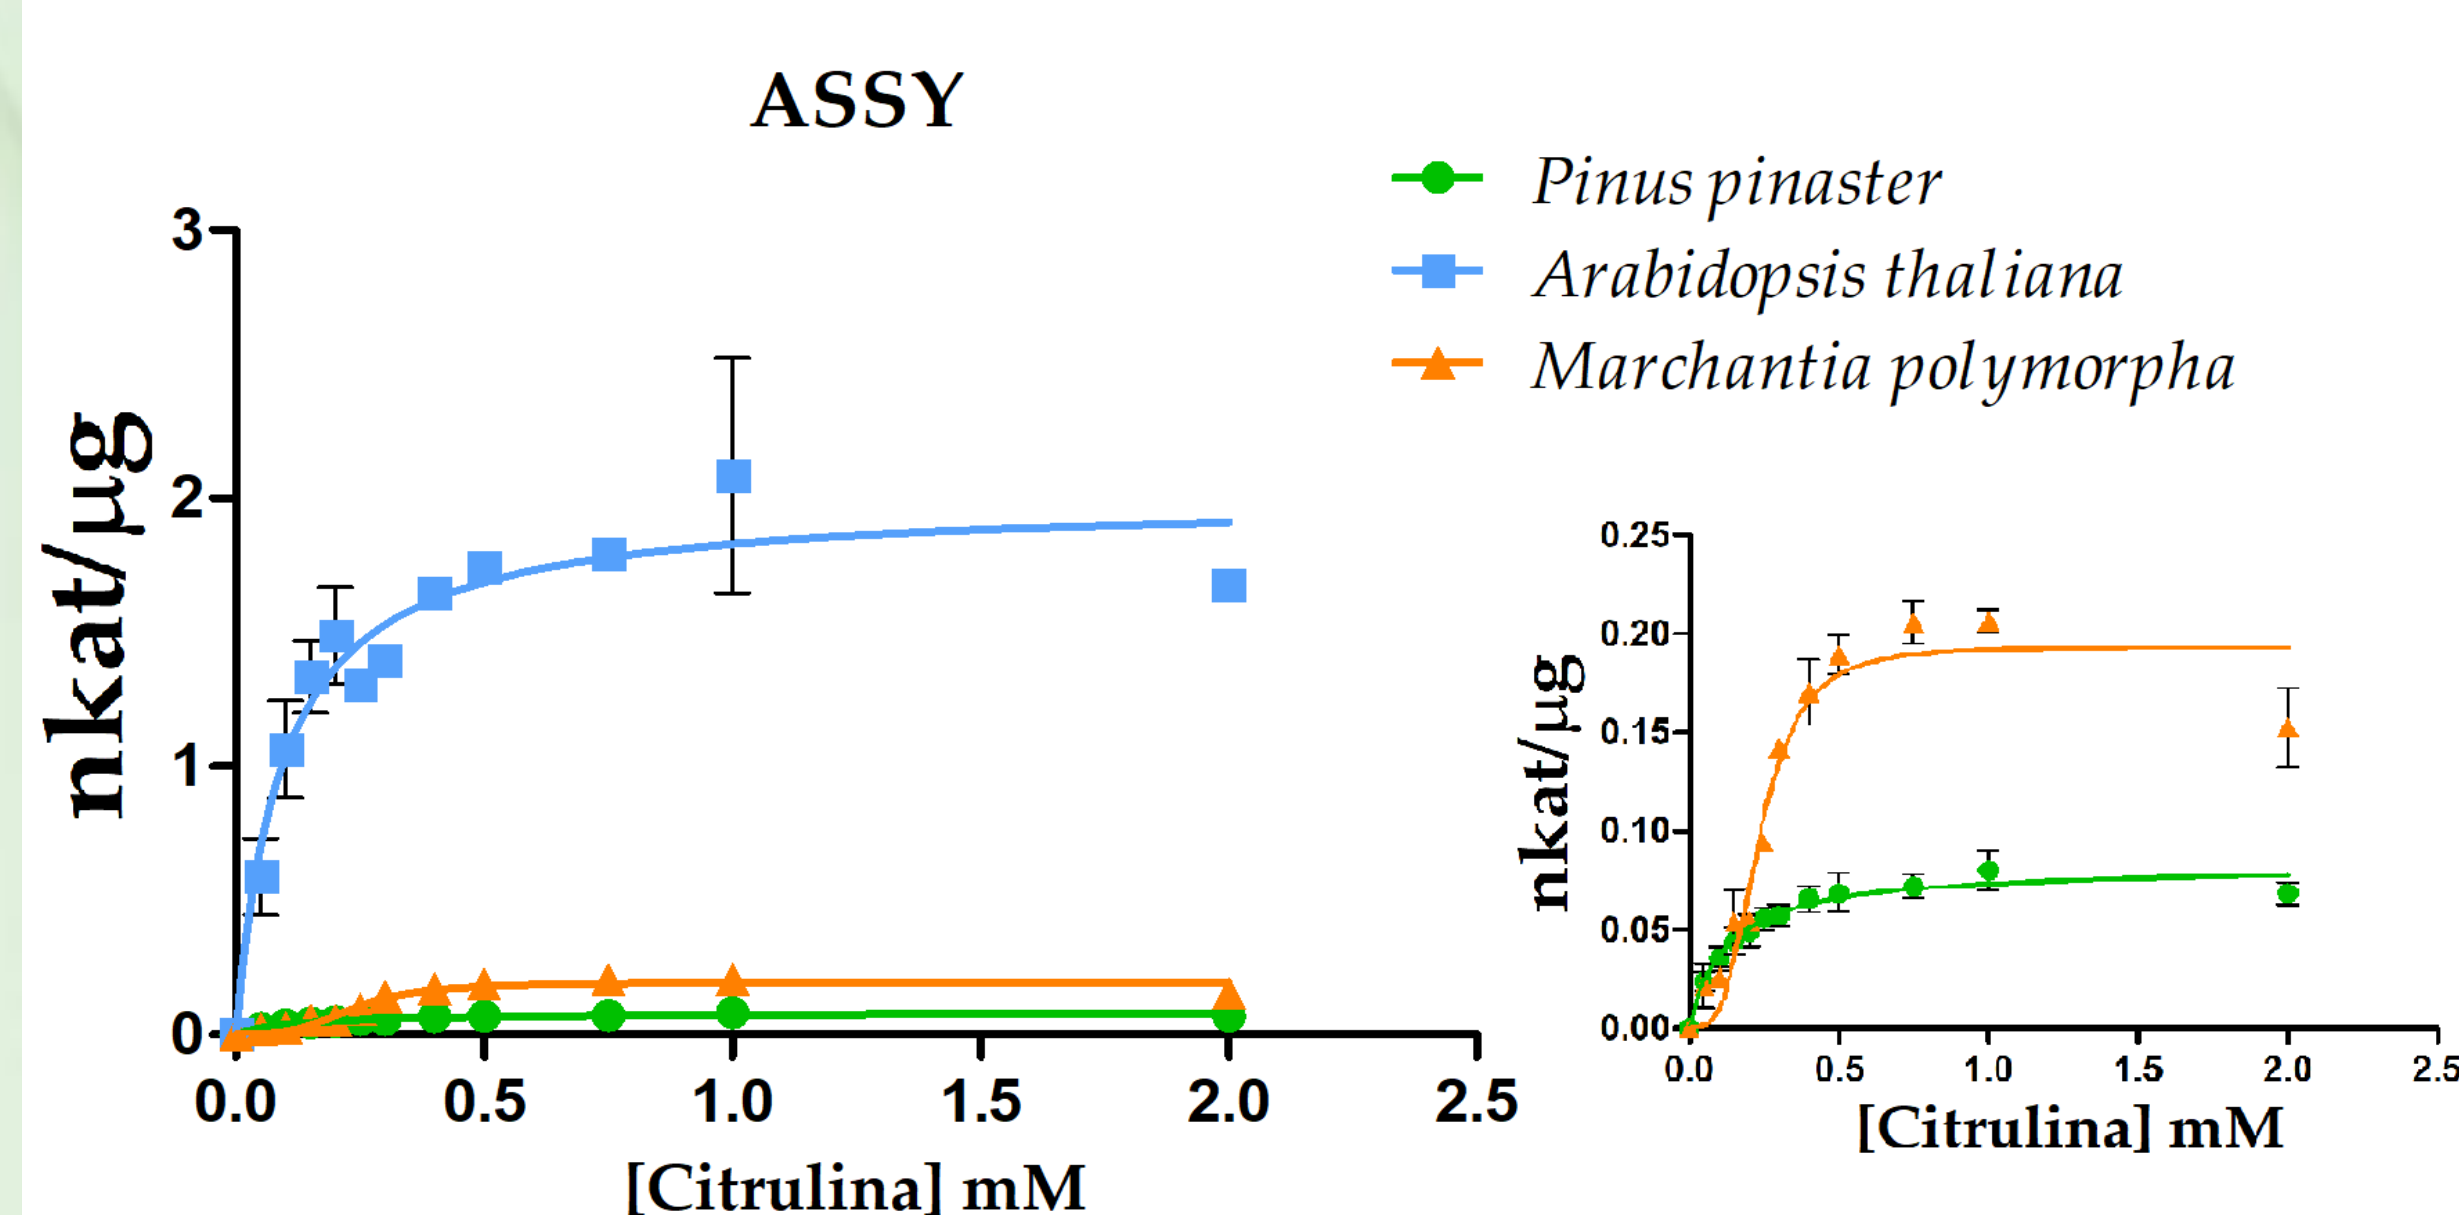 ASSY
Pinus pinaster
Arabidopsis thaliana
Marchantia polymorpha
nkat/µg
3
2
1
0
0.0 0.5 1.0 1.5 2.0 2.5
[Citrulina] mM
nkat/µg
0.25
0.20
0.15
0.10
0.05
0.00
0.0 0.5 1.0 1.5 2.0 2.5
[Citrulina] mM